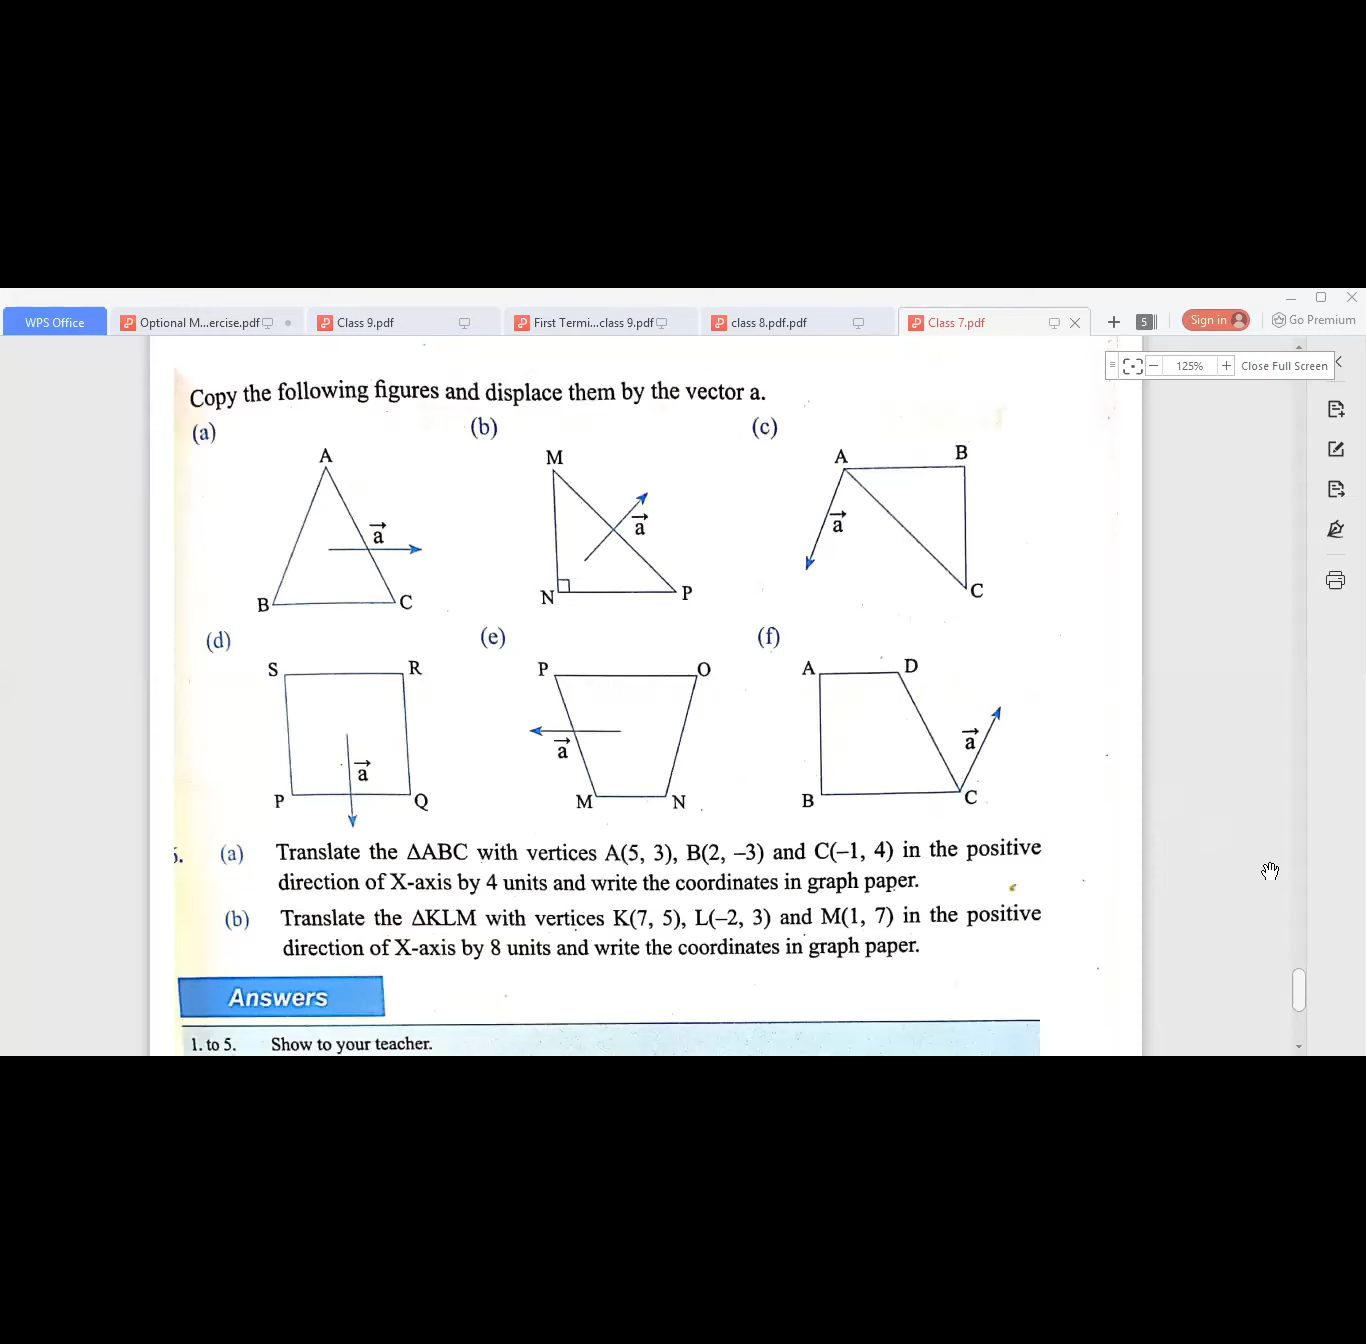 WPS Office
Optional M...ercise.pdf
Class 9.pdf
First Termi...class 9.pdf
class 8.pdf.pdf
Class 7.pdf
5
Sign in
Go Premium
125%
Close Full Screen
Copy the following figures and displace them by the vector a.
(a)
(b)
(c)
A
a
B
C
M
a
N
P
A
B
a
C
(d)
(e)
(f)
S
R
a
P
Q
P
O
a
M
N
A
D
a
B
C
(a) Translate the ΔABC with vertices A(5, 3), B(2, –3) and C(–1, 4) in the positive
direction of X-axis by 4 units and write the coordinates in graph paper.
(b) Translate the ΔKLM with vertices K(7, 5), L(–2, 3) and M(1, 7) in the positive
direction of X-axis by 8 units and write the coordinates in graph paper.
Answers
1. to 5. Show to your teacher.